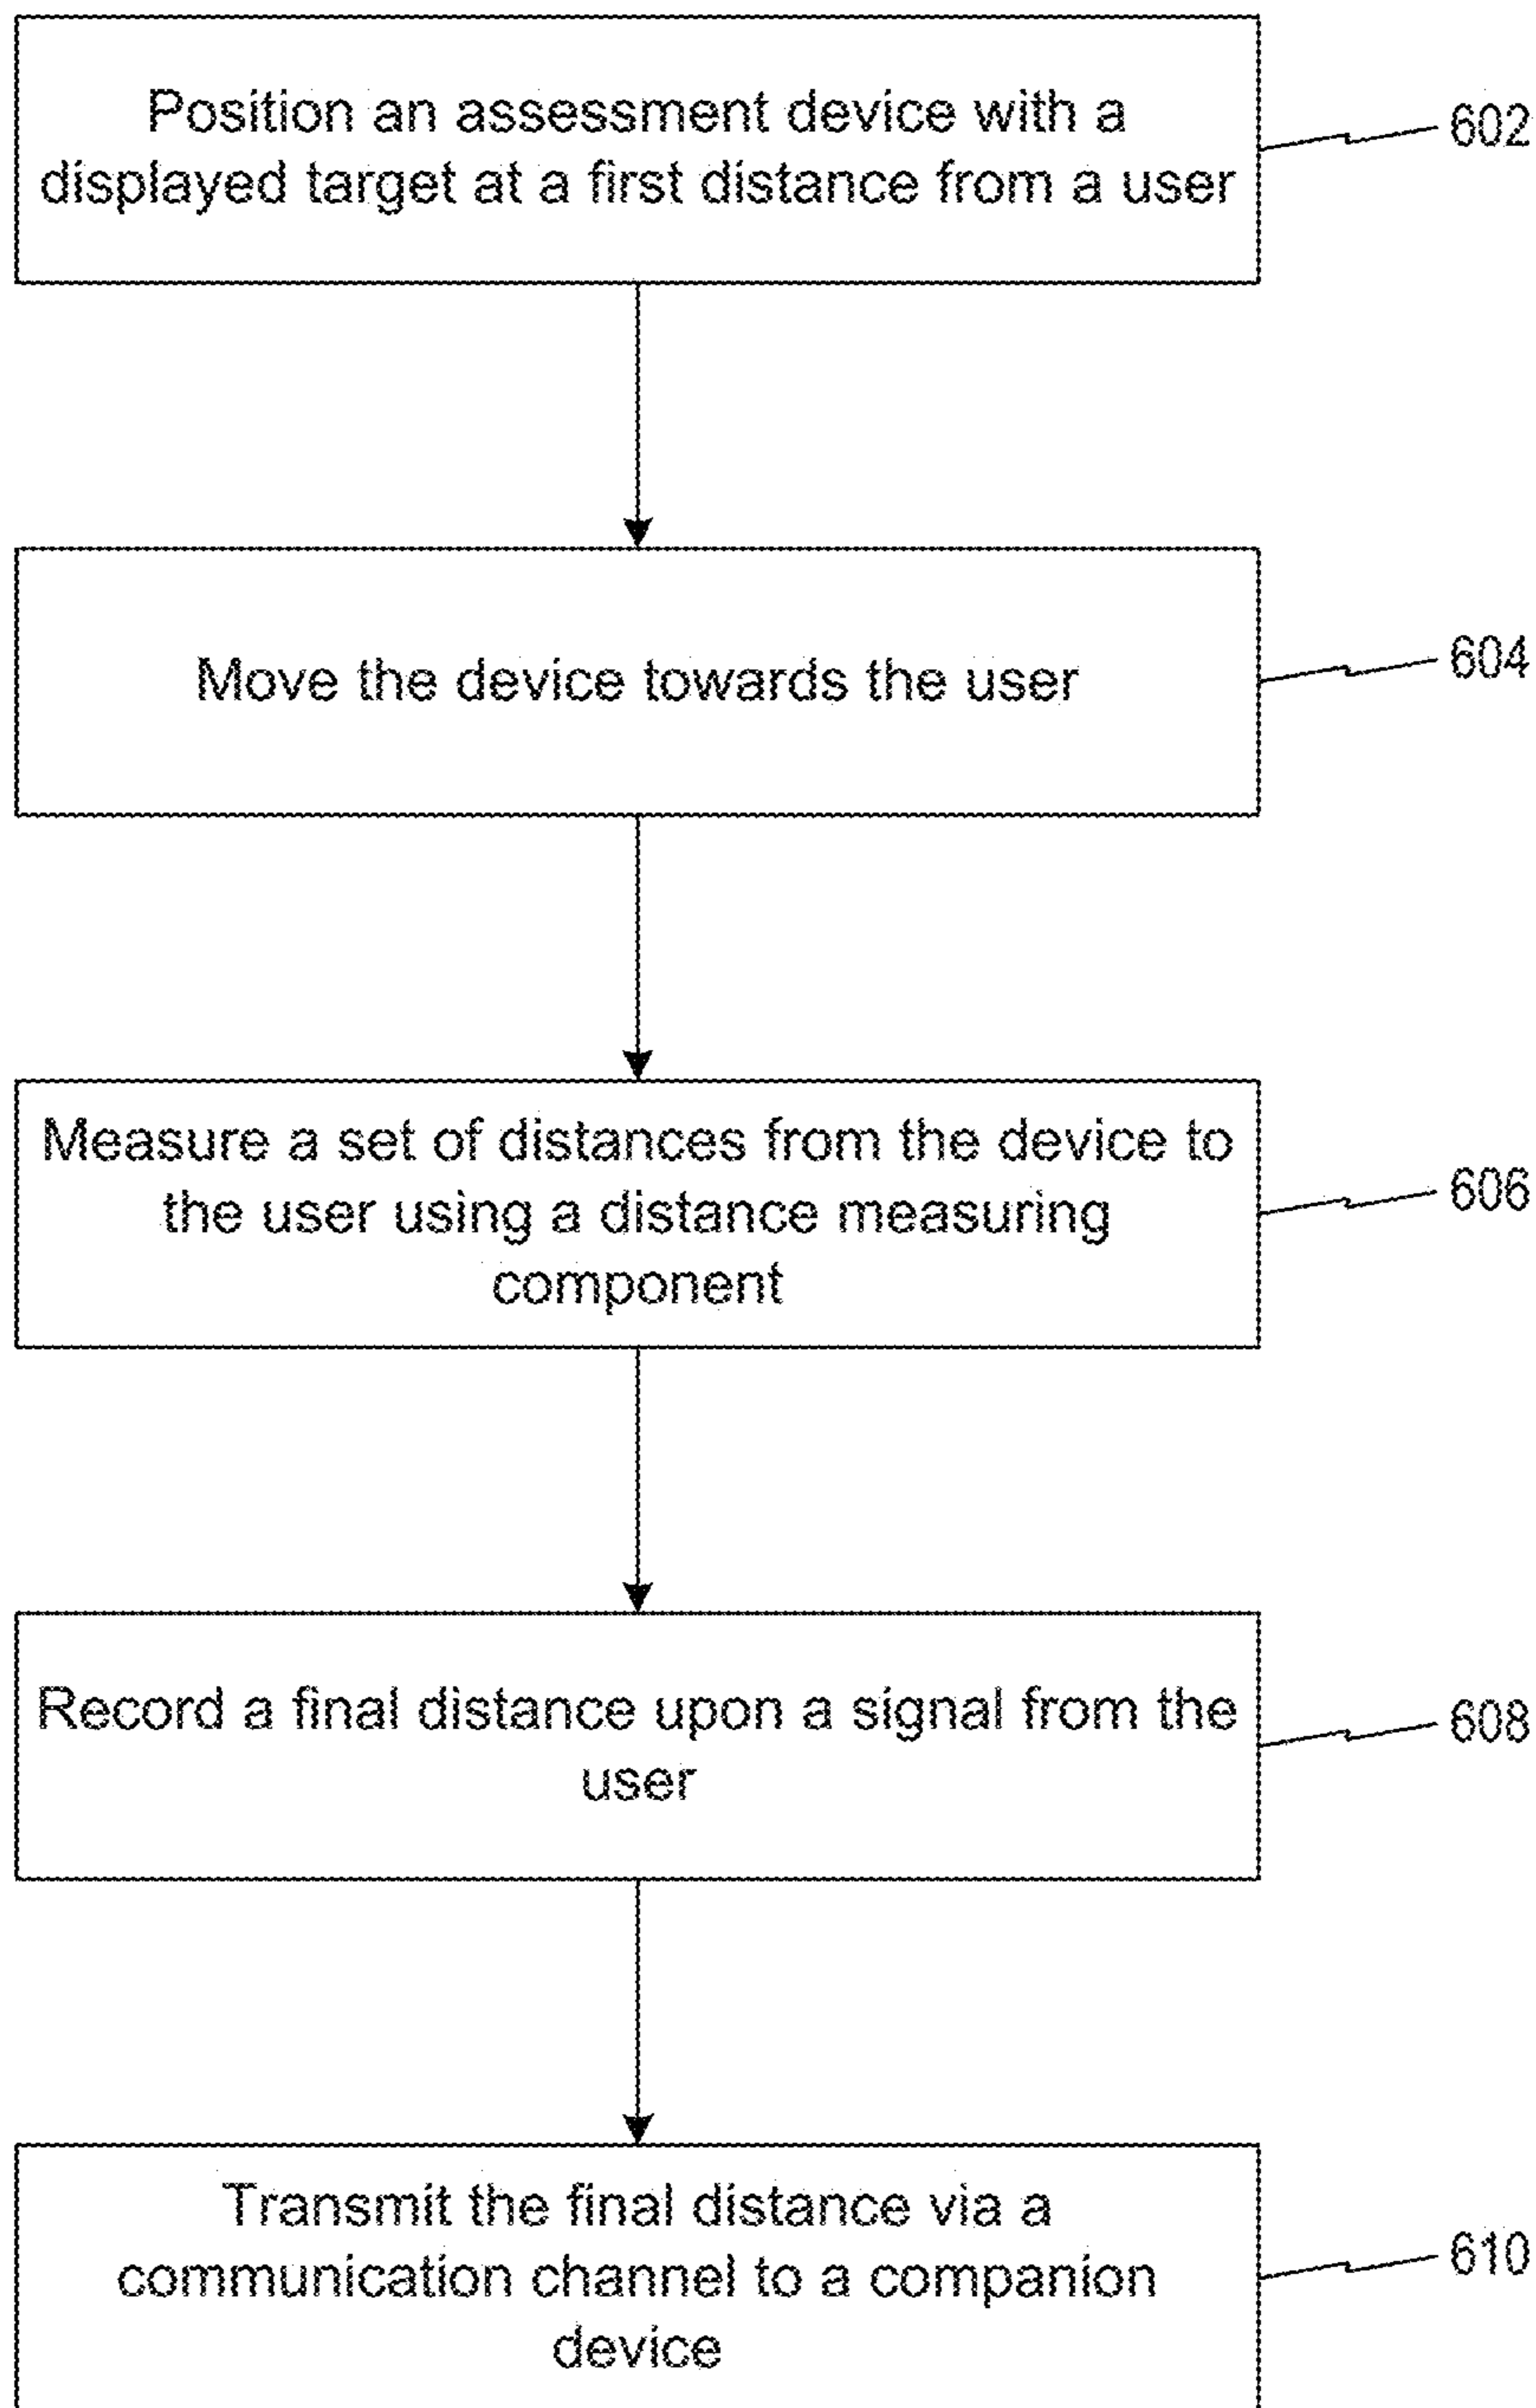 Position an assessment device with a
displayed target at a first distance from a user
602
Move the device towards the user
604
Measure a set of distances from the device to
the user using a distance measuring
component
606
Record a final distance upon a signal from the
user
608
Transmit the final distance via a
communication channel to a companion
device
610